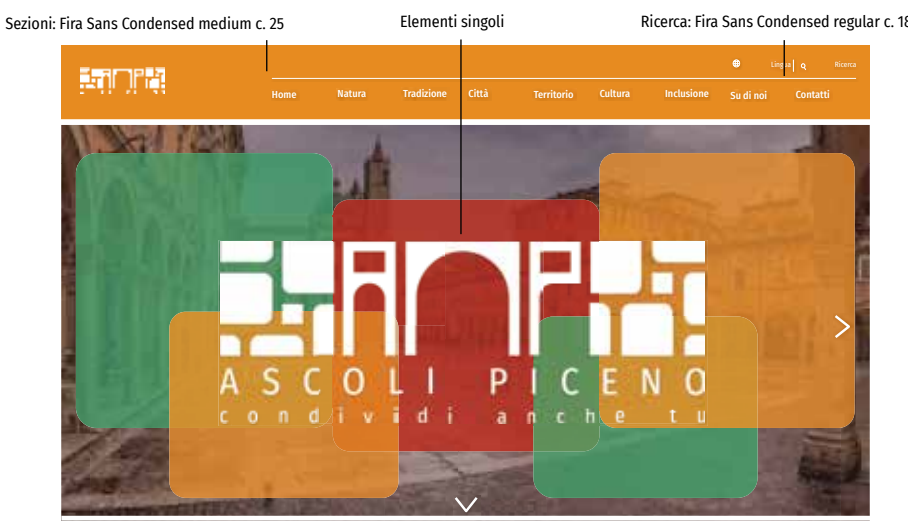 Sezioni: Fira Sans Condensed medium c. 25
Elementi singoli
Ricerca: Fira Sans Condensed regular c. 18
Lingua
Ricerca
Home Natura Tradizione Città Territorio Cultura Inclusione Su di noi Contatti
ASCOLI PICENO
condividi anche tu